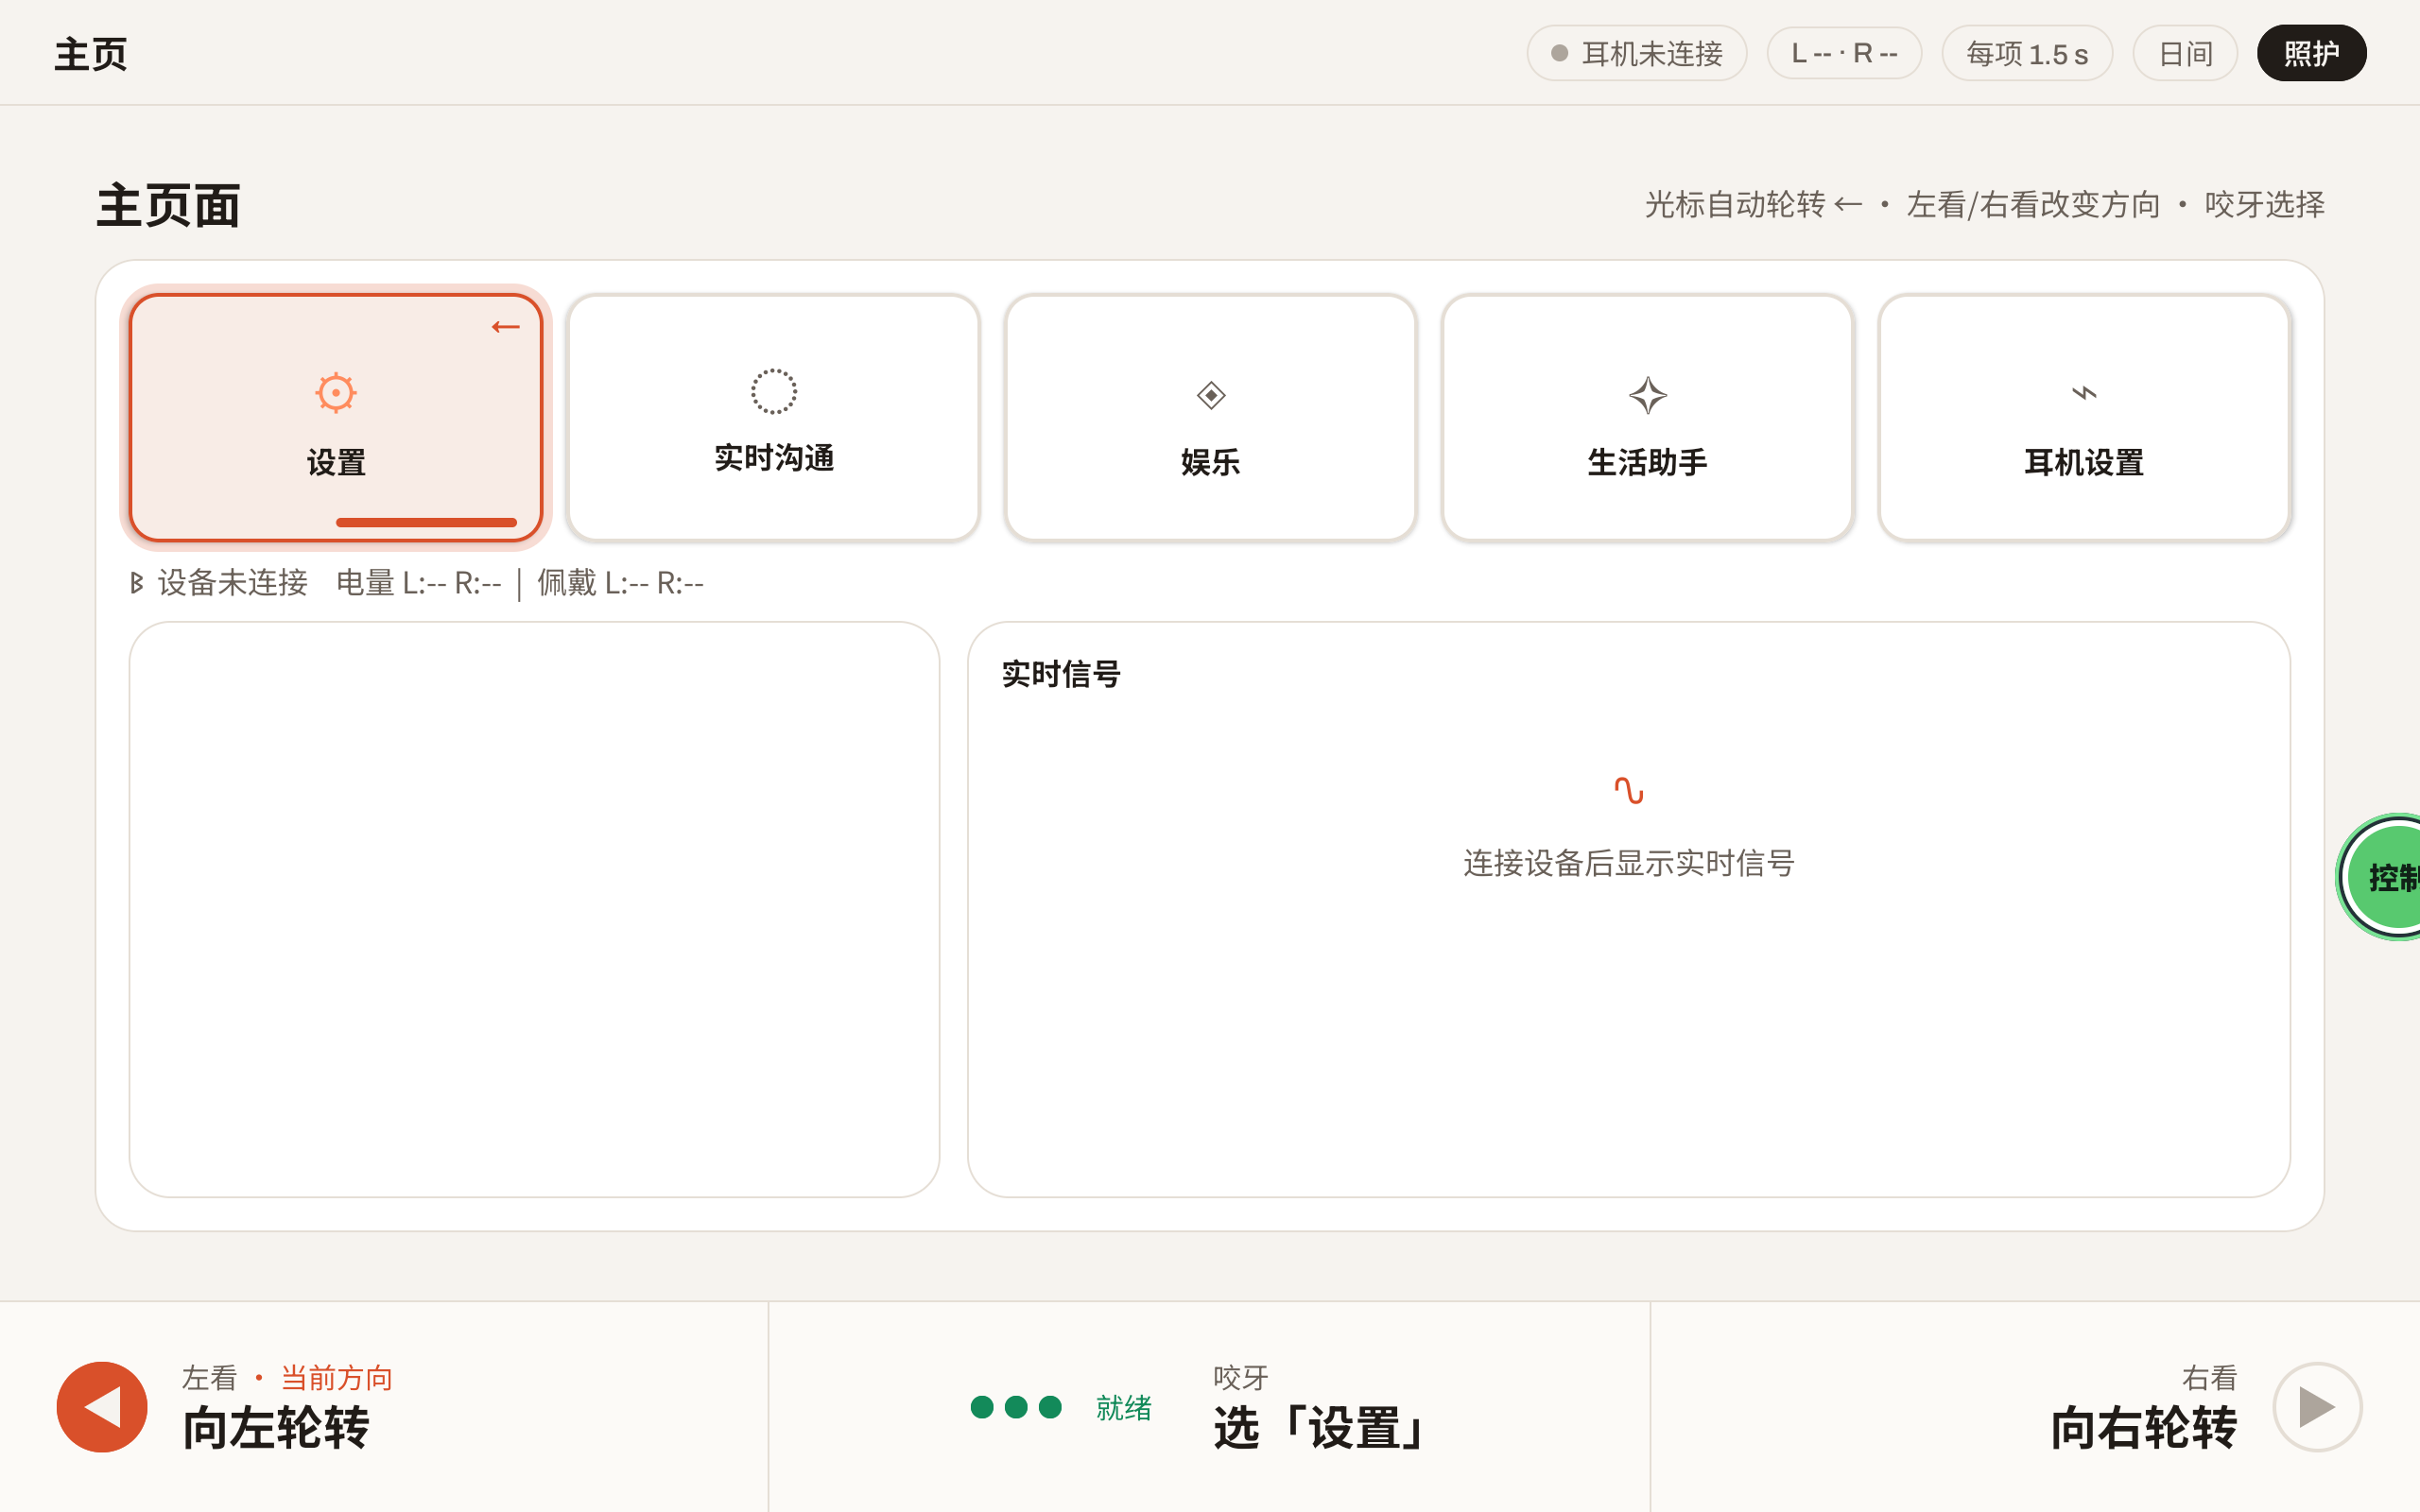 主页
耳机未连接
L -- · R --
每项 1.5 s
日间
照护
主页面
光标自动轮转 ← • 左看/右看改变方向 • 咬牙选择
设置
实时沟通
娱乐
生活助手
耳机设置
设备未连接 电量 L:-- R:-- | 佩戴 L:-- R:--
实时信号
连接设备后显示实时信号
控制
左看 • 当前方向
向左轮转
就绪
咬牙
选「设置」
右看
向右轮转